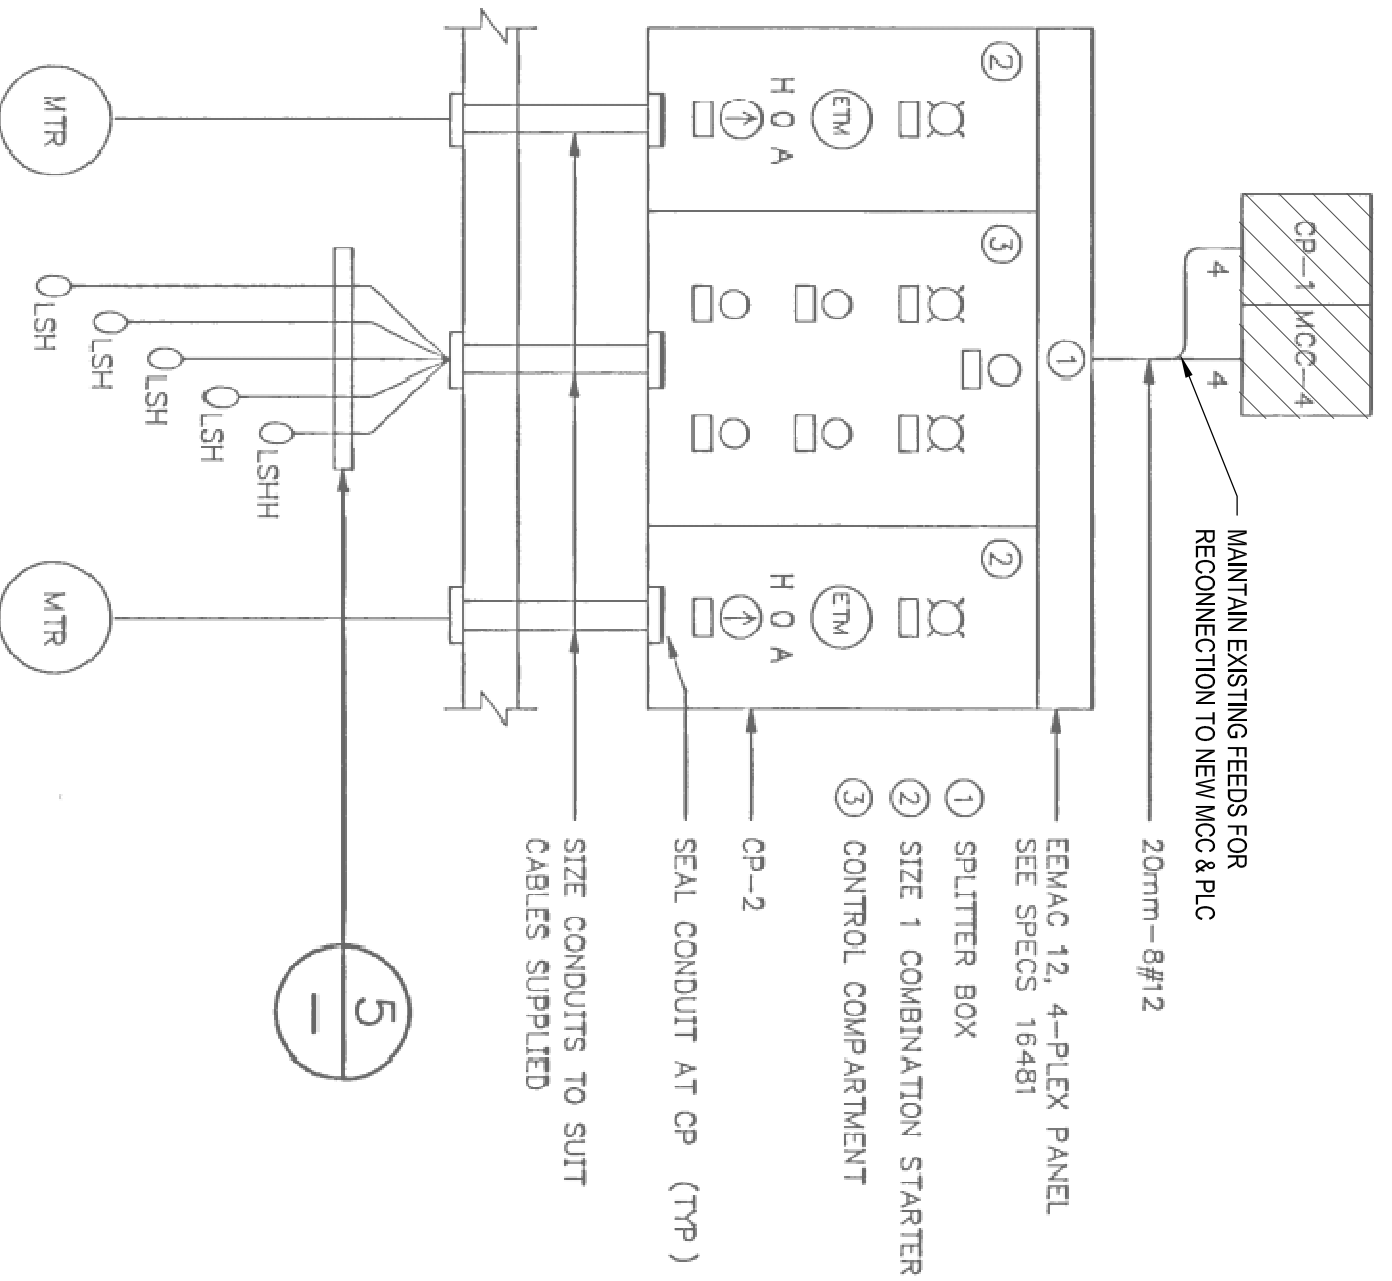 CP-1
MCC-4
4
4
MAINTAIN EXISTING FEEDS FOR
RECONNECTION TO NEW MCC & PLC
20mm-8#12
1
EEMAC 12, 4-PLEX PANEL
SEE SPECS 16481
2
3
2
1 SPLITTER BOX
2 SIZE 1 COMBINATION STARTER
3 CONTROL COMPARTMENT
ETM
ETM
H O A
H O A
CP-2
SEAL CONDUIT AT CP (TYP)
SIZE CONDUITS TO SUIT
CABLES SUPPLIED
5
LSHH
LSH
LSH
LSH
LSH
MTR
MTR